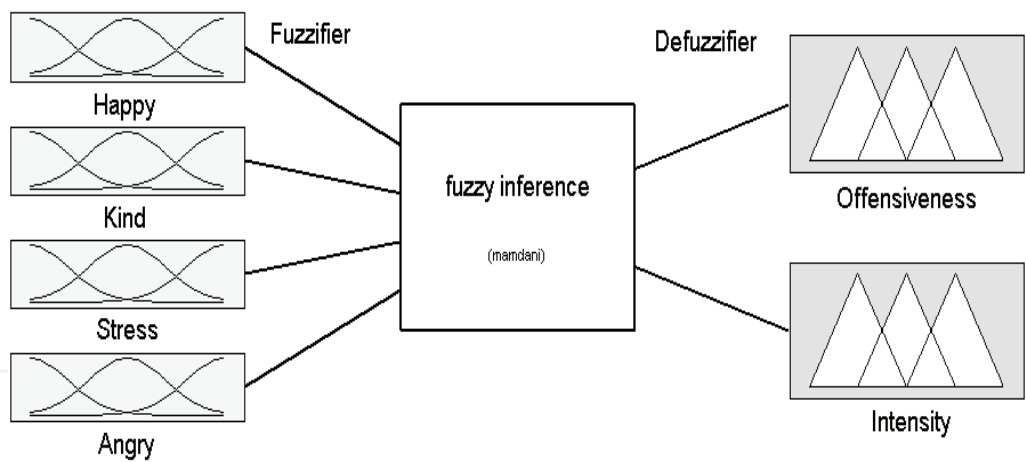 Fuzzifier
Defuzzifier
Happy
Kind
Stress
Angry
fuzzy inference
(mamdani)
Offensiveness
Intensity